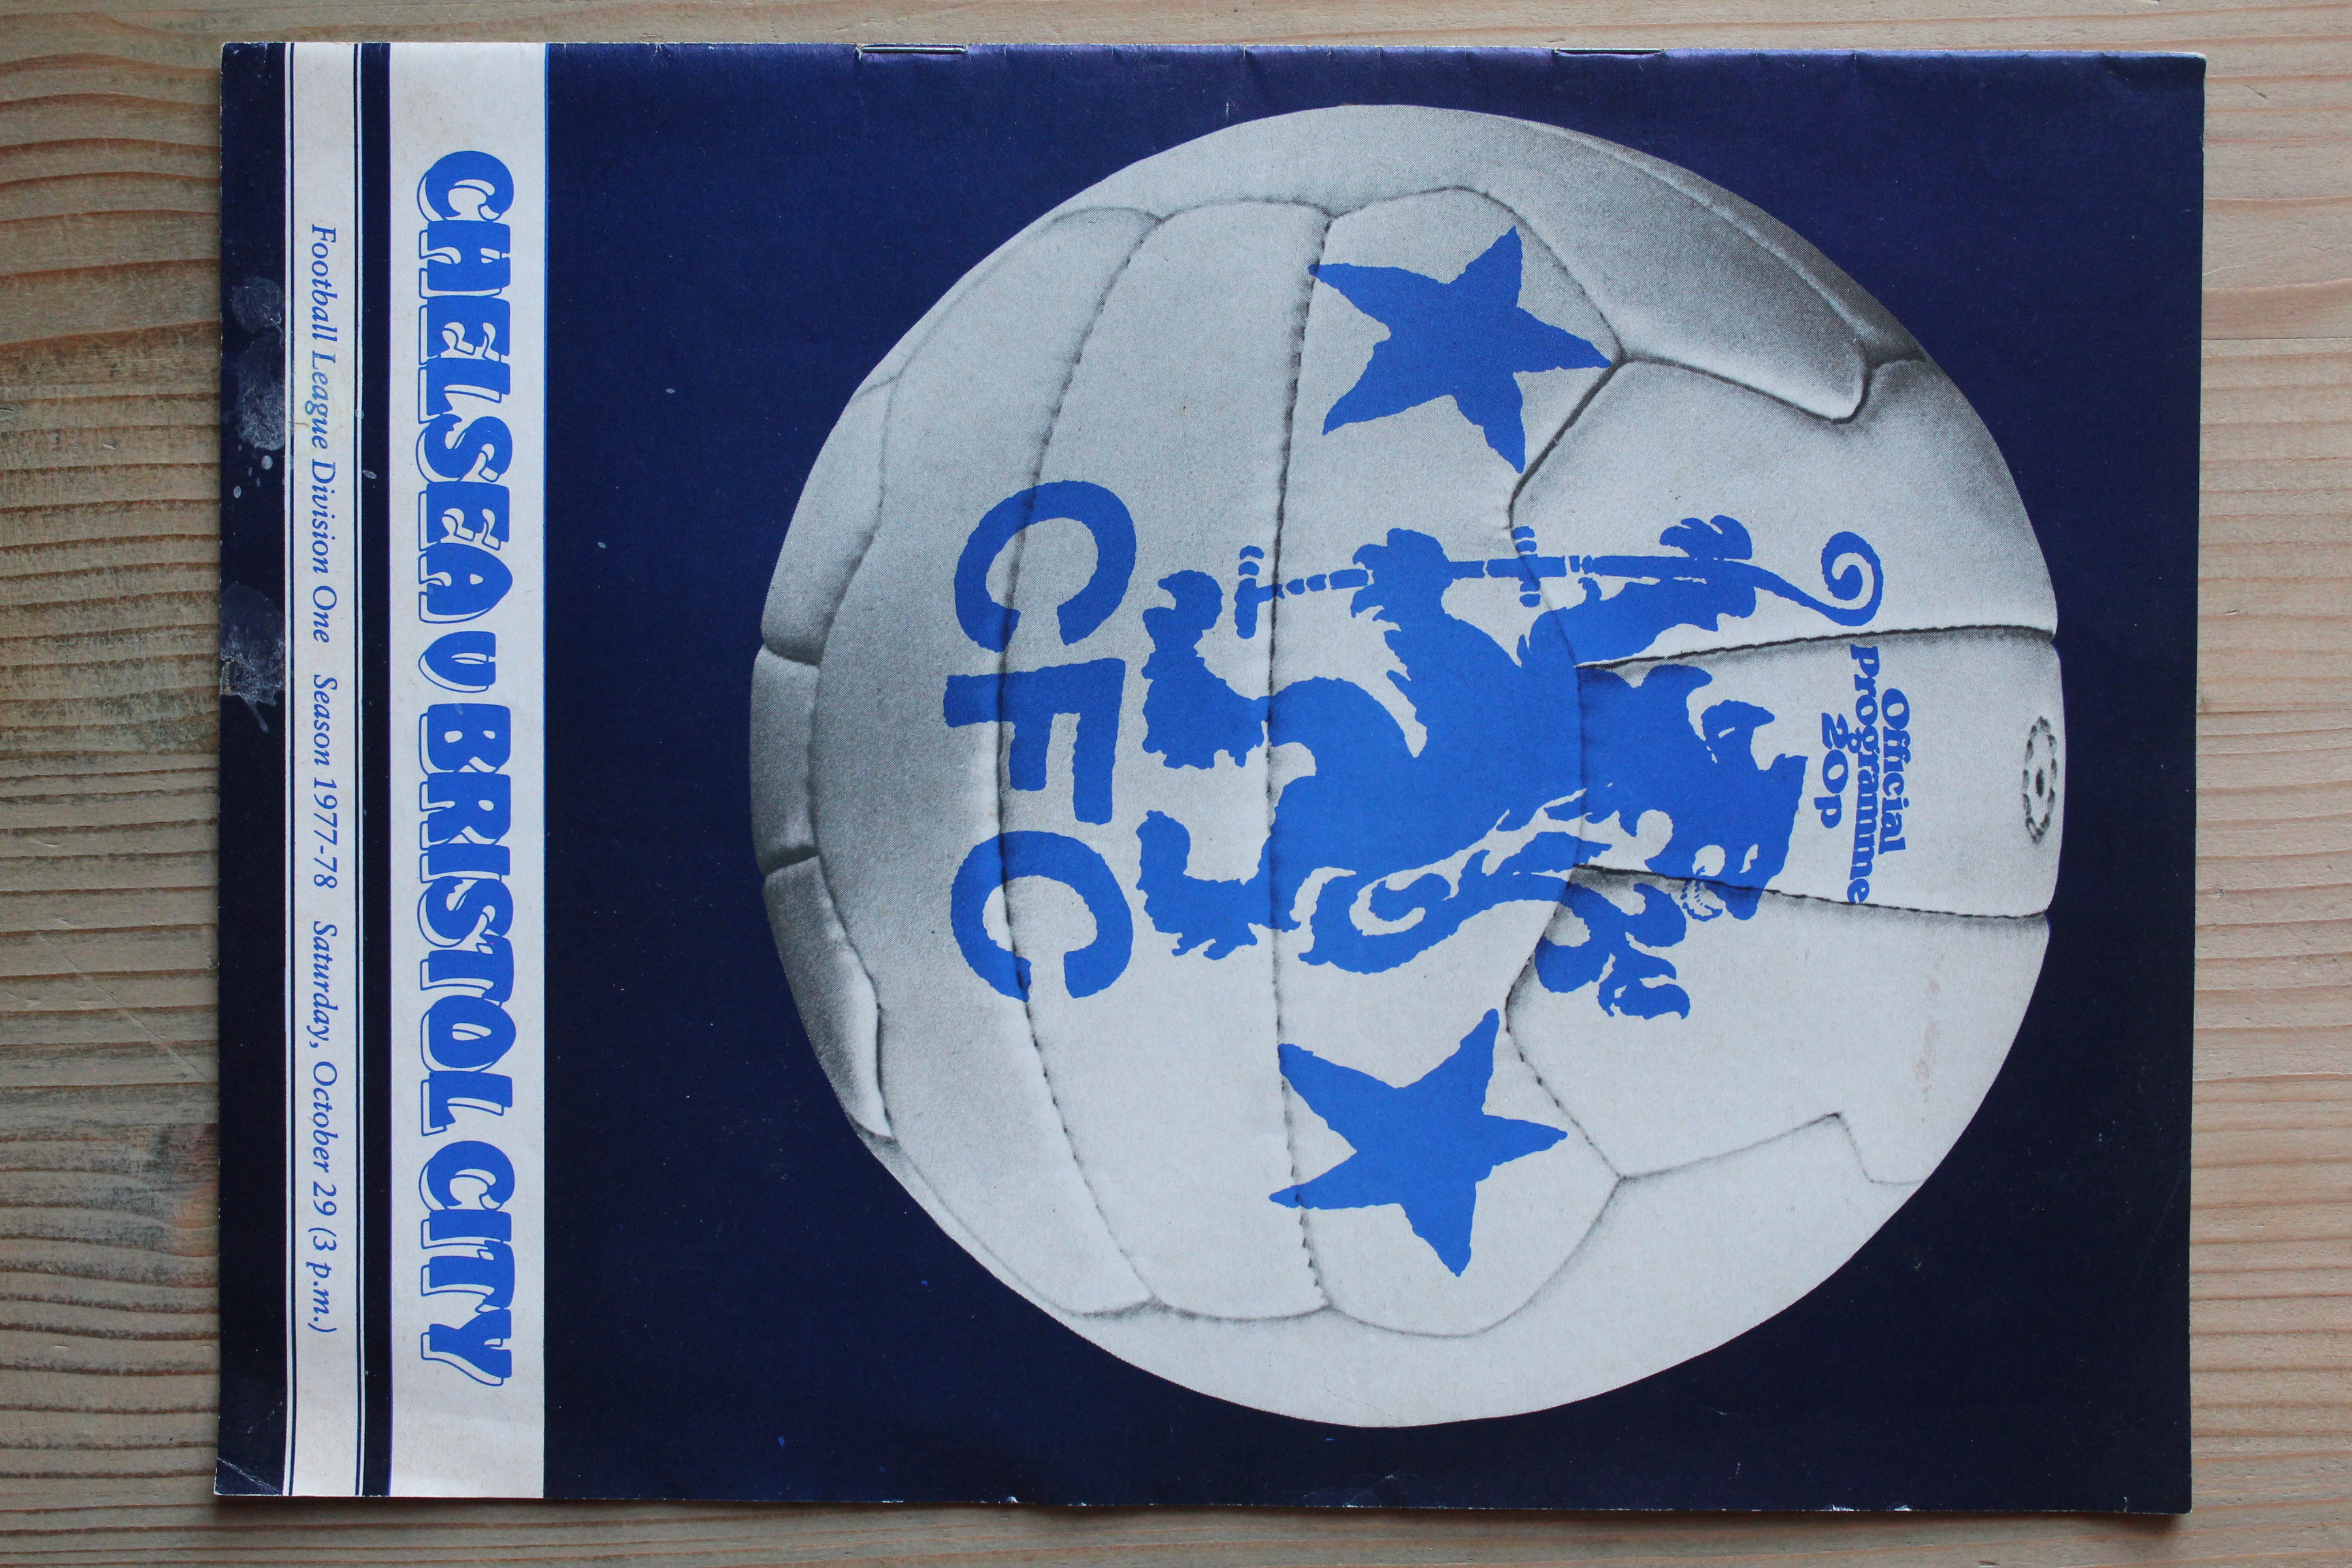 Official
programme
20p
CFC
CHELSEA V BRISTOL CITY
Football League Division One Season 1977-78 Saturday, October 29 (3 p.m.)